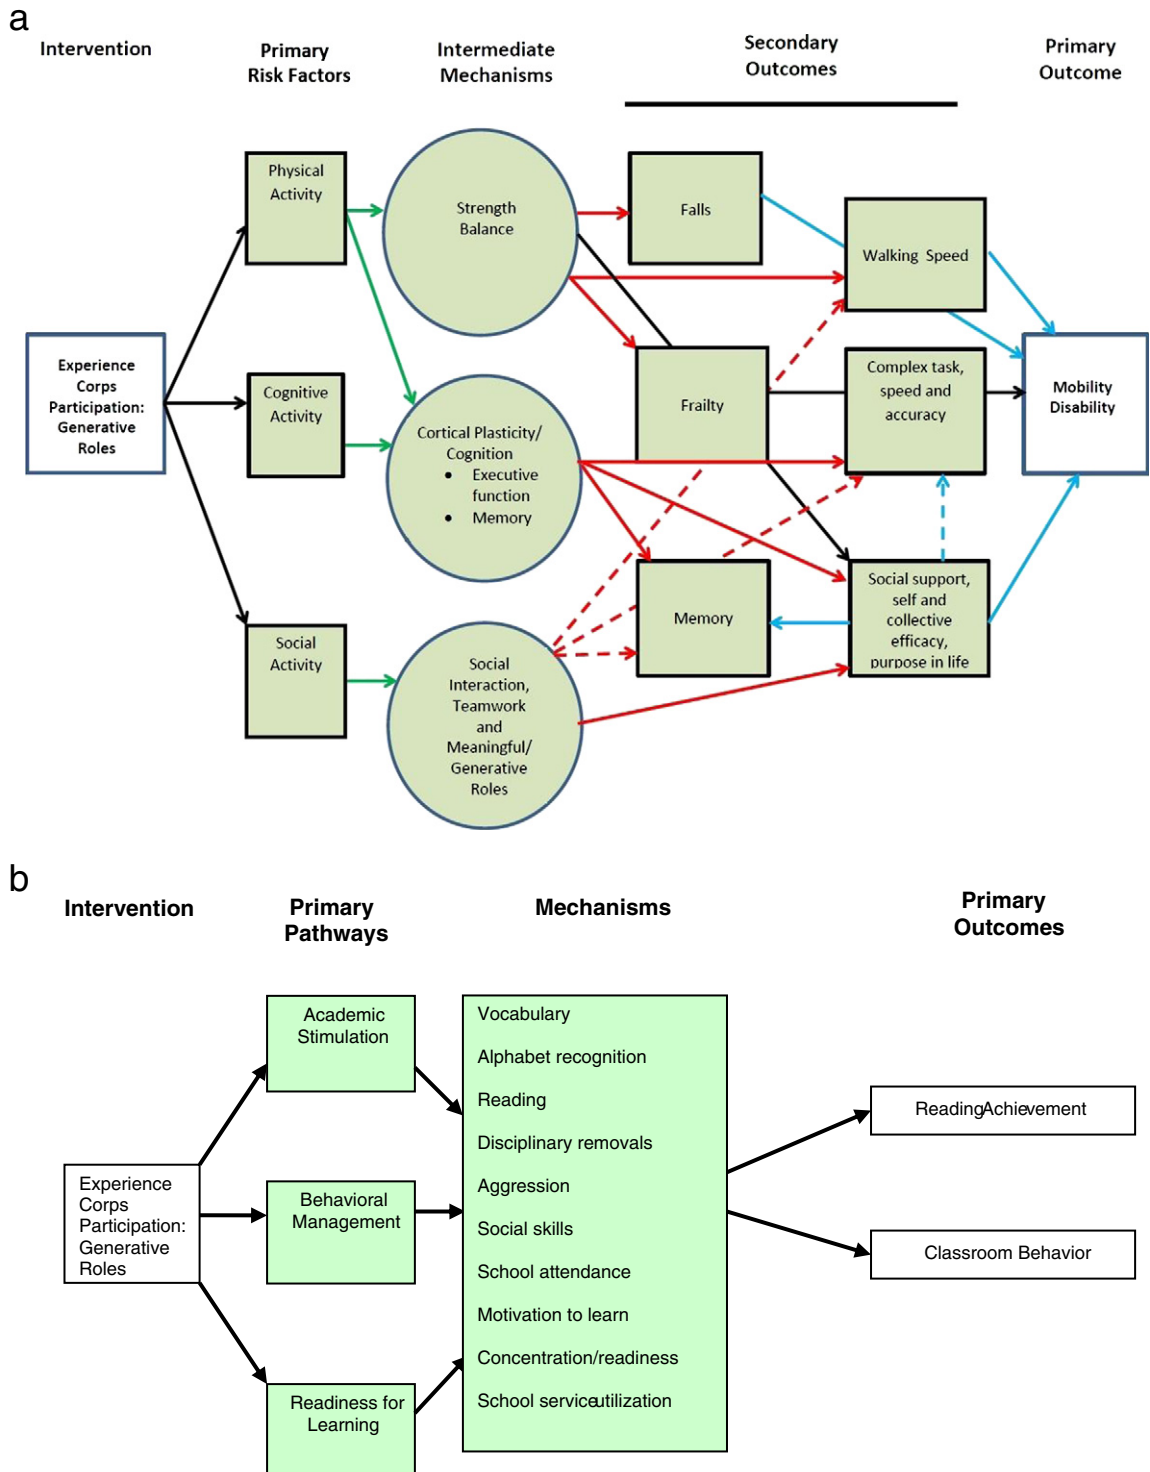 a
Intervention
Primary
Risk Factors
Intermediate
Mechanisms
Secondary
Outcomes
Primary
Outcome
Physical
Activity
Strength
Balance
Falls
Walking Speed
Experience
Corps
Participation:
Generative
Roles
Cognitive
Activity
Cortical Plasticity/
Cognition
• Executive
function
• Memory
Frailty
Complex task,
speed and
accuracy
Mobility
Disability
Social
Activity
Social
Interaction,
Teamwork
and
Meaningful/
Generative
Roles
Memory
Social support,
self and
collective
efficacy,
purpose in life
b
Intervention
Primary
Pathways
Mechanisms
Primary
Outcomes
Academic
Stimulation
Experience
Corps
Participation:
Generative
Roles
Behavioral
Management
Readiness for
Learning
Vocabulary
Alphabet recognition
Reading
Disciplinary removals
Aggression
Social skills
School attendance
Motivation to learn
Concentration/readiness
School service utilization
Reading Achievement
Classroom Behavior